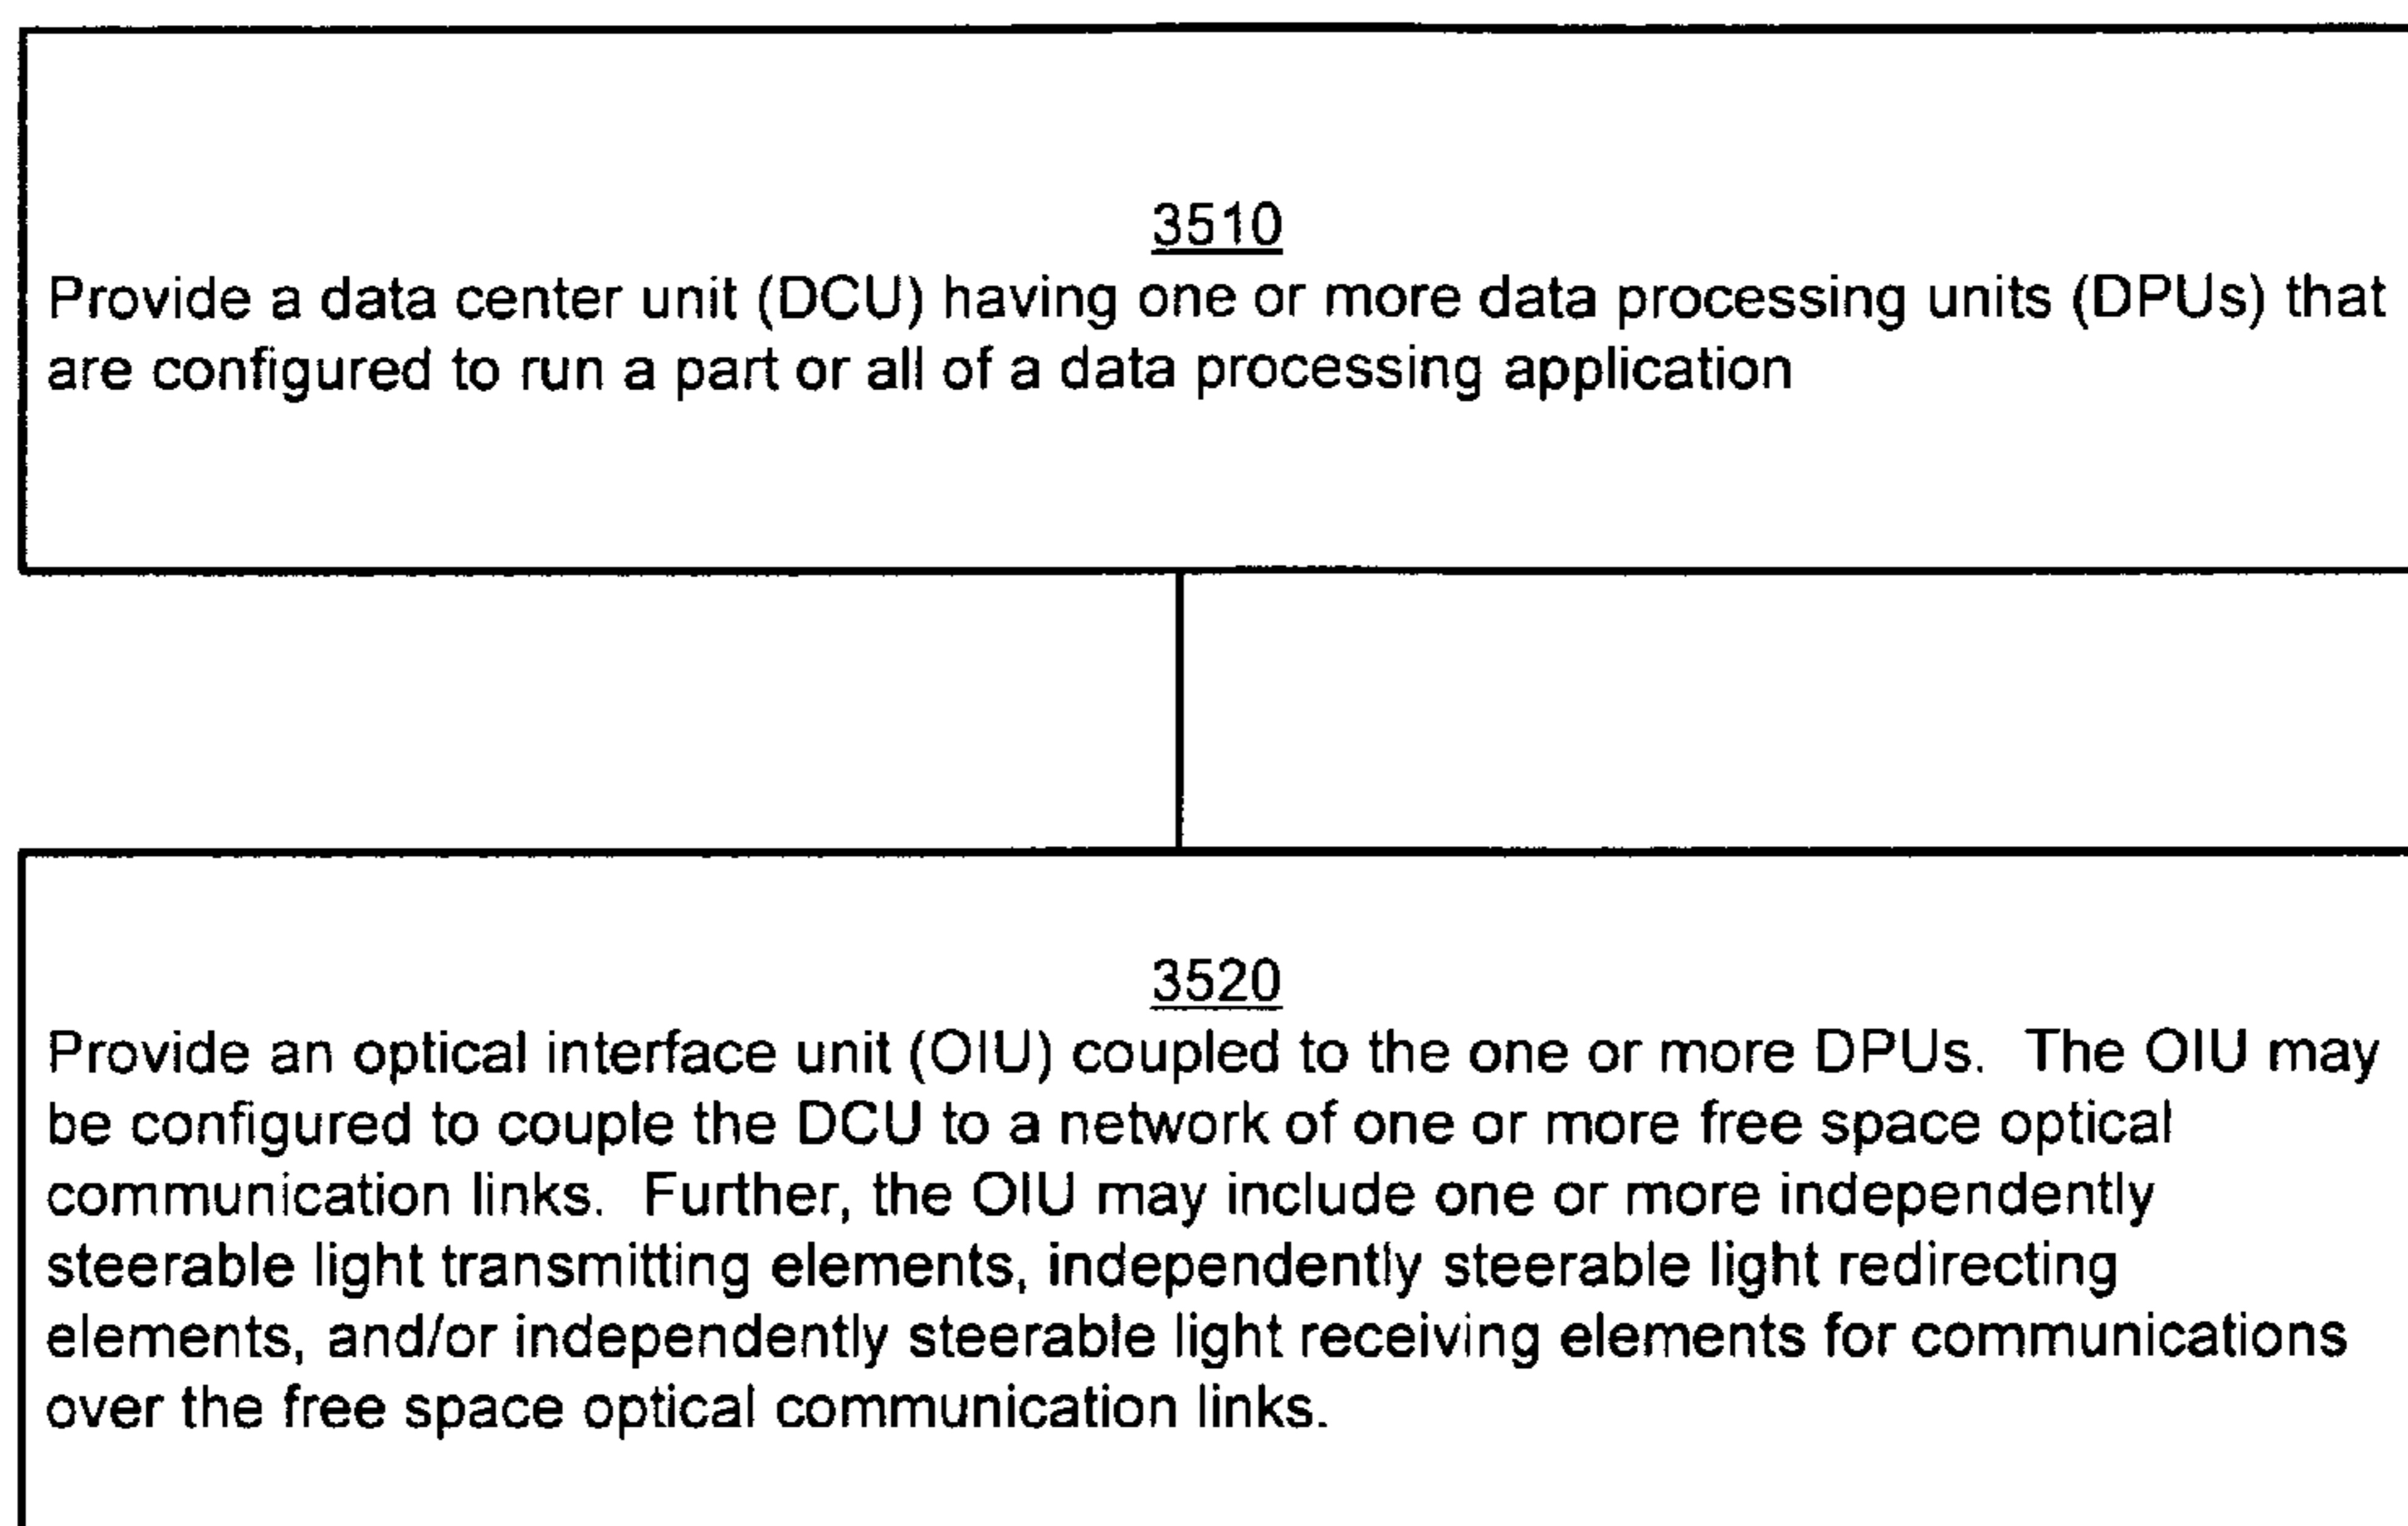 3510
Provide a data center unit (DCU) having one or more data processing units (DPUs) that
are configured to run a part or all of a data processing application
3520
Provide an optical interface unit (OIU) coupled to the one or more DPUs.  The OIU may
be configured to couple the DCU to a network of one or more free space optical
communication links.  Further, the OIU may include one or more independently
steerable light transmitting elements, independently steerable light redirecting
elements, and/or independently steerable light receiving elements for communications
over the free space optical communication links.